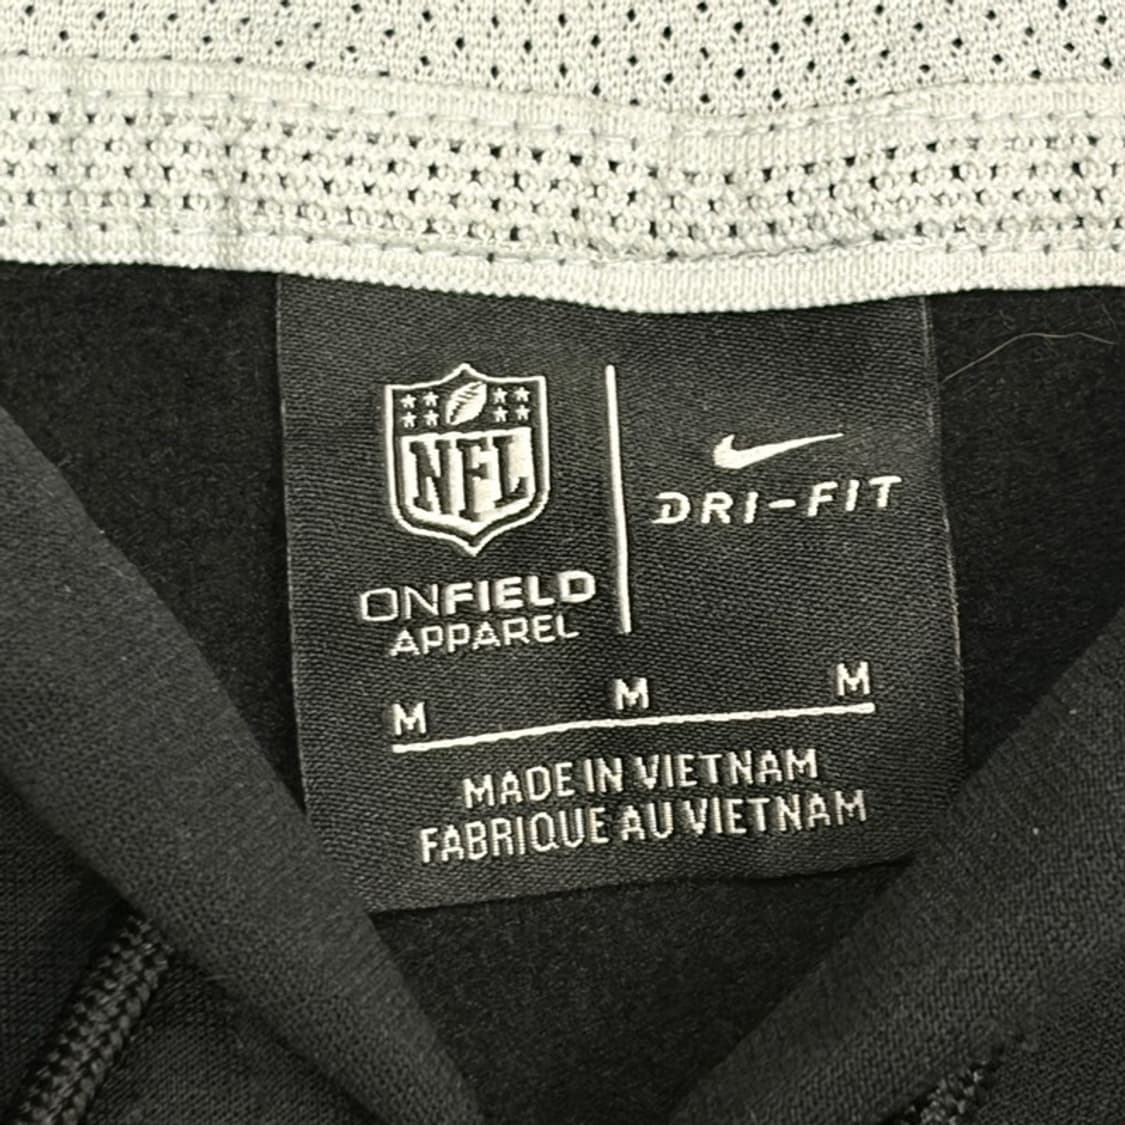 NFL
ONFIELD
APPAREL
DRI-FIT
M M M
MADE IN VIETNAM
FABRIQUE AU VIETNAM